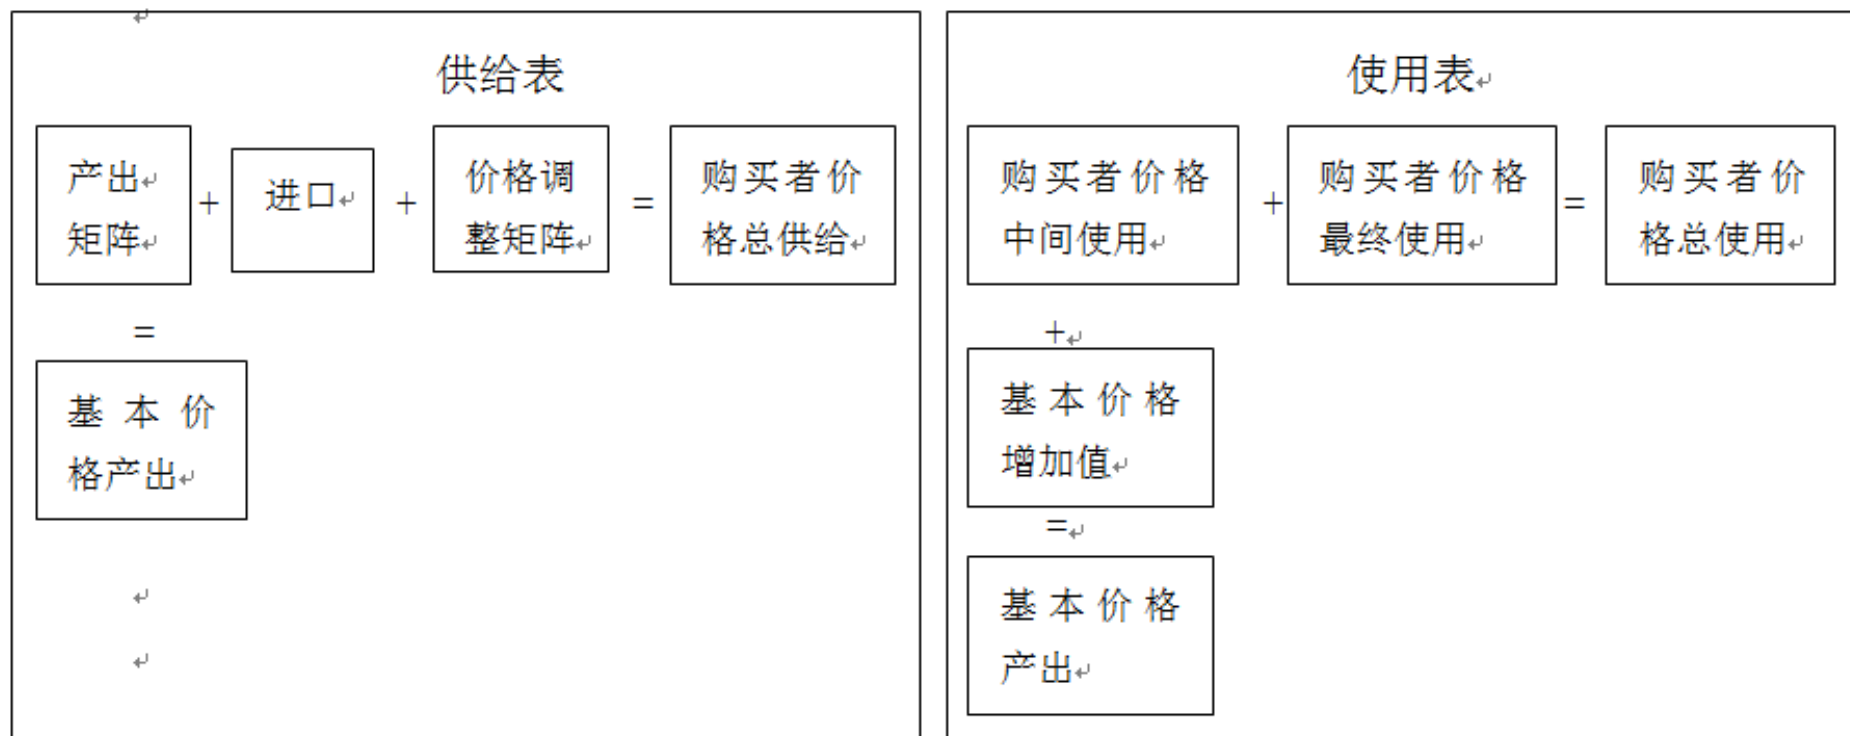 供给表
产出
矩阵
+
进口
+
价格调
整矩阵
=
购买者价
格总供给
=
基本价
格产出
使用表
购买者价格
中间使用
+
购买者价格
最终使用
=
购买者价
格总使用
+
基本价格
增加值
=
基本价格
产出